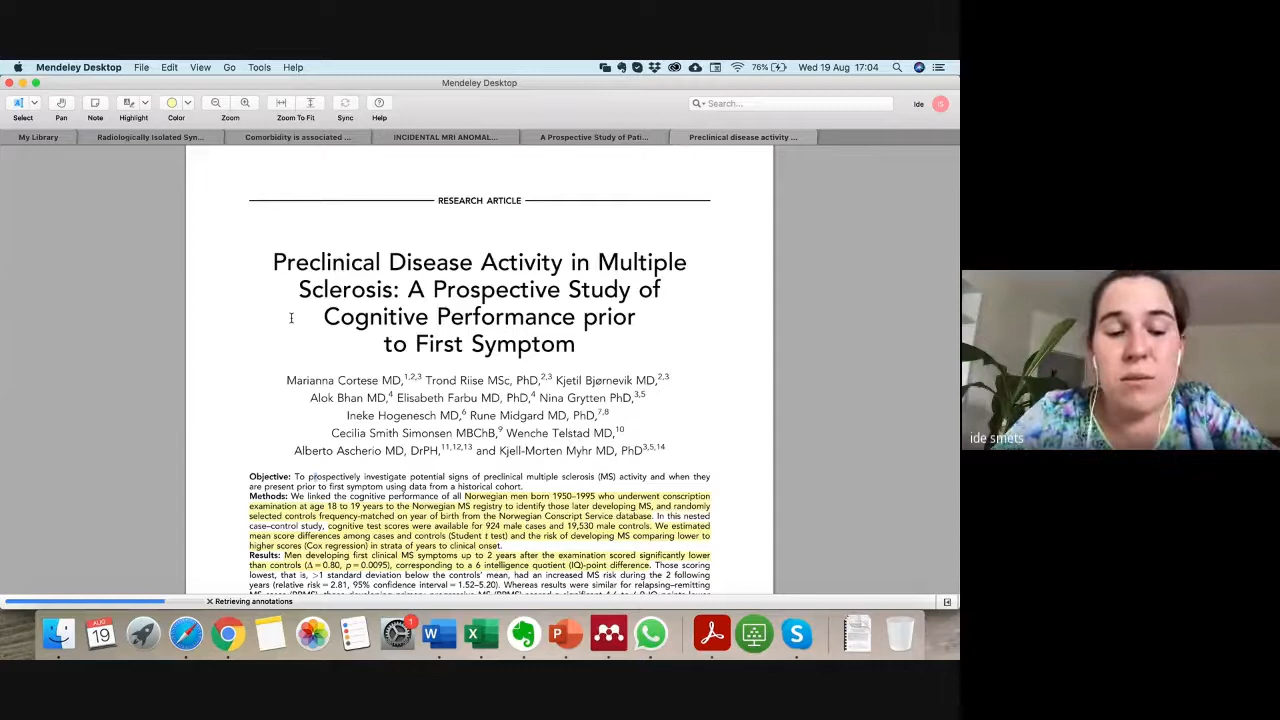 Mendeley Desktop File Edit View Go Tools Help 76% Wed 19 Aug 17:04
Mendeley Desktop
Search... Ide IS
Select Pan Note Highlight Color Zoom Zoom To Fit Sync Help
My Library Radiologically Isolated Syn... Comorbidity is associated ... INCIDENTAL MRI ANOMAL... A Prospective Study of Pati... Preclinical disease activity ...
RESEARCH ARTICLE
Preclinical Disease Activity in Multiple
Sclerosis: A Prospective Study of
Cognitive Performance prior
to First Symptom
Marianna Cortese MD,1,2,3 Trond Riise MSc, PhD,2,3 Kjetil Bjørnevik MD,2,3
Alok Bhan MD,4 Elisabeth Farbu MD, PhD,4 Nina Grytten PhD,3,5
Ineke Hogenesch MD,6 Rune Midgard MD, PhD,7,8
Cecilia Smith Simonsen MBChB,9 Wenche Telstad MD,10
Alberto Ascherio MD, DrPH,11,12,13 and Kjell-Morten Myhr MD, PhD3,5,14
Objective: To prospectively investigate potential signs of preclinical multiple sclerosis (MS) activity and when they
are present prior to first symptom using data from a historical cohort.
Methods: We linked the cognitive performance of all Norwegian men born 1950–1995 who underwent conscription
examination at age 18 to 19 years to the Norwegian MS registry to identify those later developing MS, and randomly
selected controls frequency-matched on year of birth from the Norwegian Conscript Service database. In this nested
case–control study, cognitive test scores were available for 924 male cases and 19,530 male controls. We estimated
mean score differences among cases and controls (Student t test) and the risk of developing MS comparing lower to
higher scores (Cox regression) in strata of years to clinical onset.
Results: Men developing first clinical MS symptoms up to 2 years after the examination scored significantly lower
than controls (Δ = 0.80, p = 0.0095), corresponding to a 6 intelligence quotient (IQ)-point difference. Those scoring
lowest, that is, >1 standard deviation below the controls' mean, had an increased MS risk during the 2 following
years (relative risk = 2.81, 95% confidence interval = 1.52–5.20). Whereas results were similar for relapsing–remitting
Retrieving annotations
AUG
19
1
ide smets